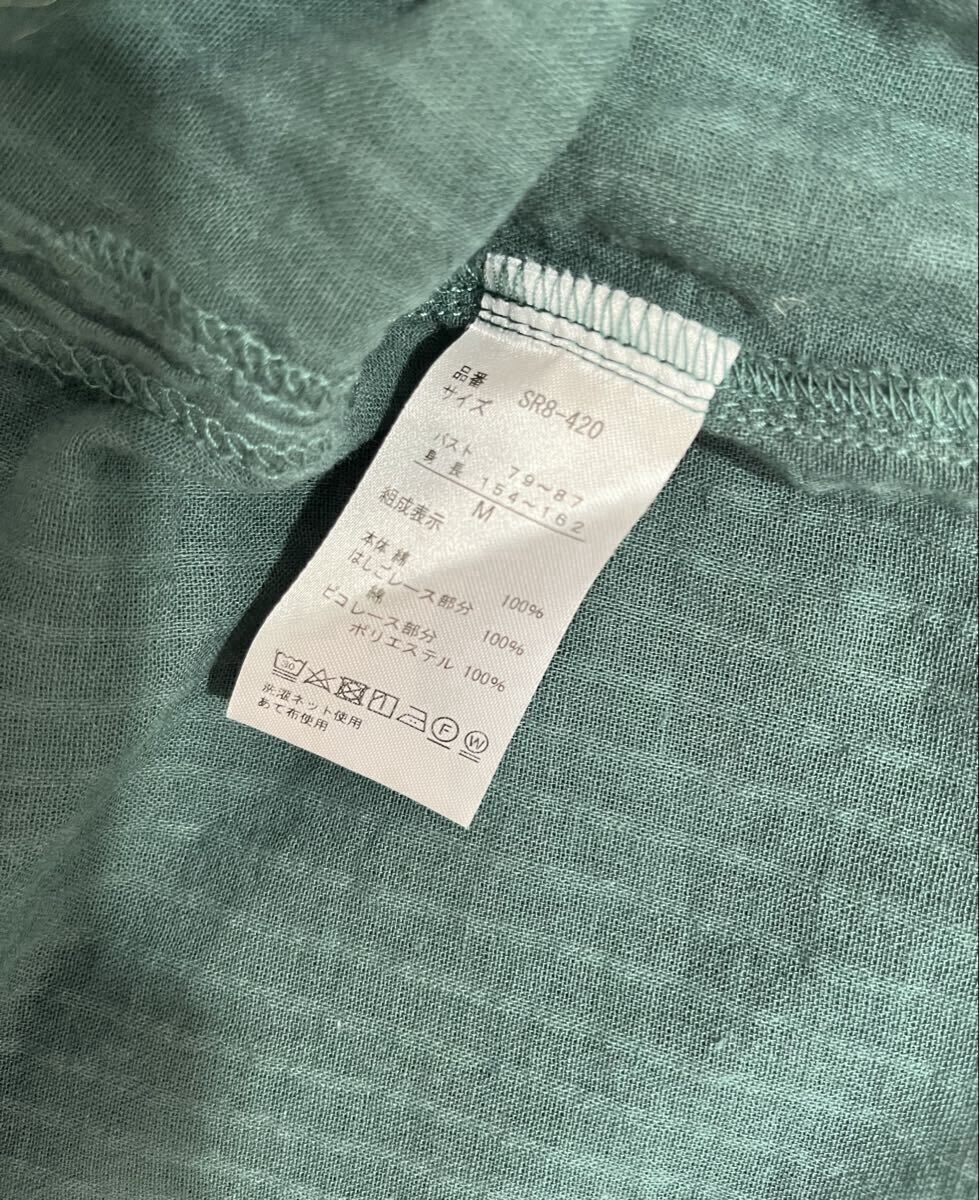 品番 SR8-420
サイズ
バスト 79~87
身長 154~162
M
組成表示
本体 綿 100%
はしごレース部分
綿 100%
ピコレース部分
ポリエステル 100%
30 F W
洗濯ネット使用
あて布使用